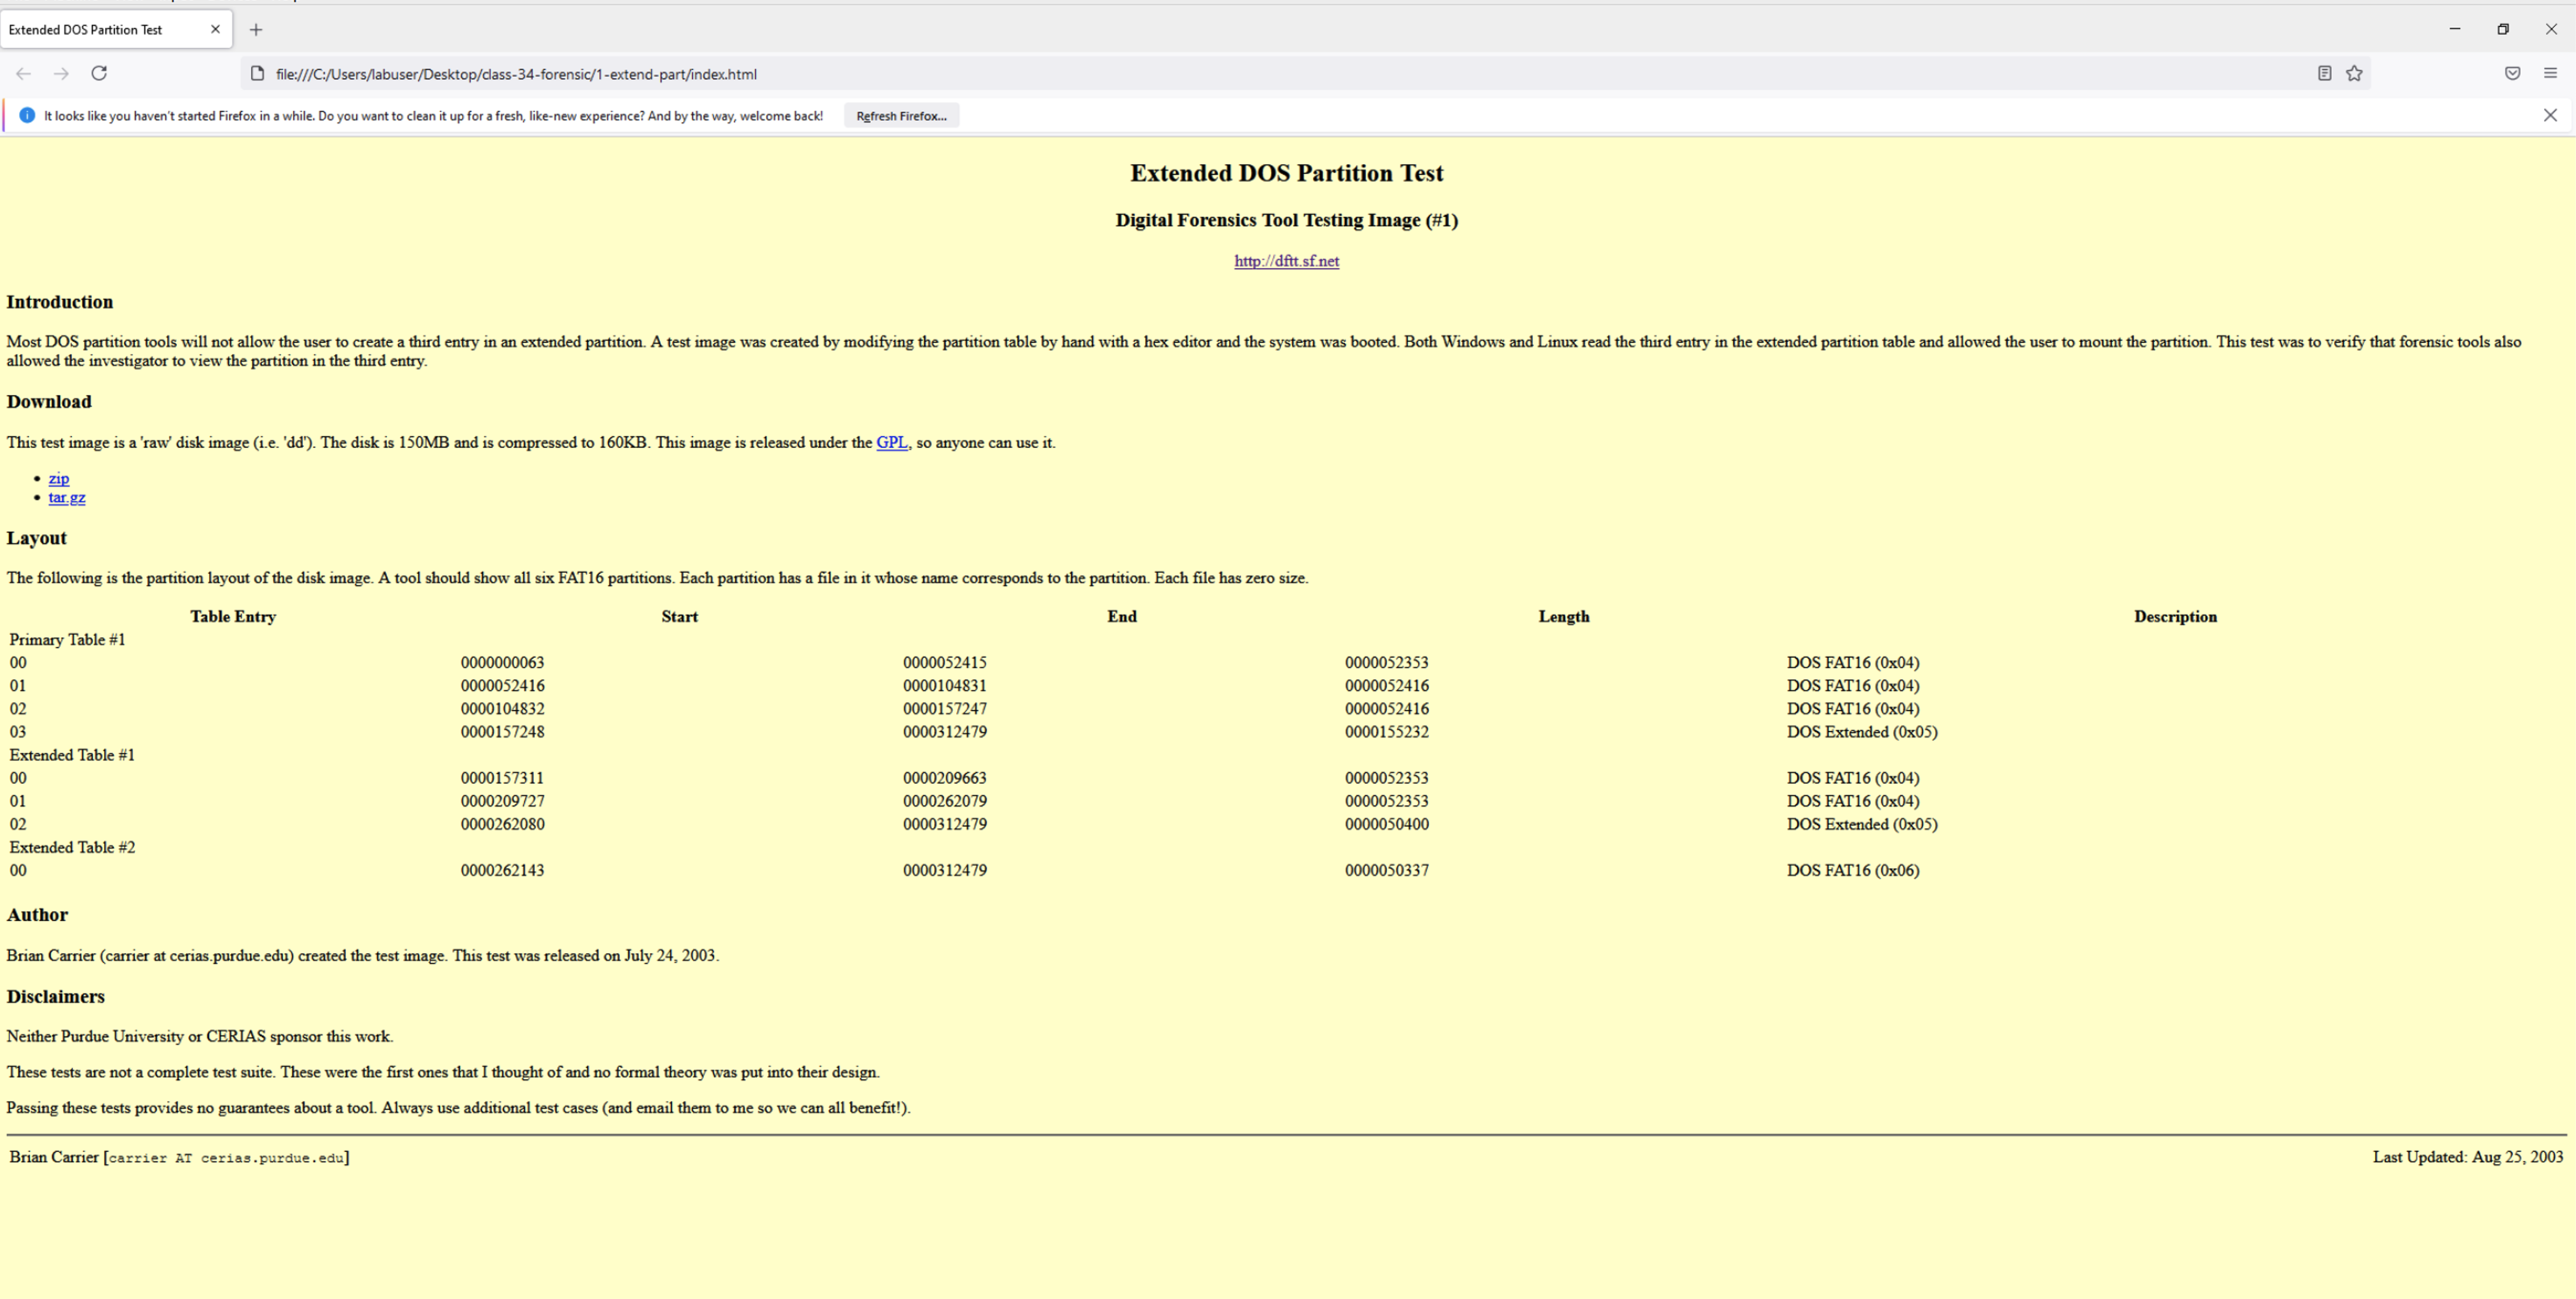 Extended DOS Partition Test
file:///C:/Users/labuser/Desktop/class-34-forensic/1-extend-part/index.html
It looks like you haven't started Firefox in a while. Do you want to clean it up for a fresh, like-new experience? And by the way, welcome back! Refresh Firefox...
Extended DOS Partition Test
Digital Forensics Tool Testing Image (#1)
http://dftt.sf.net
Introduction
Most DOS partition tools will not allow the user to create a third entry in an extended partition. A test image was created by modifying the partition table by hand with a hex editor and the system was booted. Both Windows and Linux read the third entry in the extended partition table and allowed the user to mount the partition. This test was to verify that forensic tools also
allowed the investigator to view the partition in the third entry.
Download
This test image is a 'raw' disk image (i.e. 'dd'). The disk is 150MB and is compressed to 160KB. This image is released under the GPL, so anyone can use it.
• zip
• tar.gz
Layout
The following is the partition layout of the disk image. A tool should show all six FAT16 partitions. Each partition has a file in it whose name corresponds to the partition. Each file has zero size.
Table Entry Start End Length Description
Primary Table #1
00 0000000063 0000052415 0000052353 DOS FAT16 (0x04)
01 0000052416 0000104831 0000052416 DOS FAT16 (0x04)
02 0000104832 0000157247 0000052416 DOS FAT16 (0x04)
03 0000157248 0000312479 0000155232 DOS Extended (0x05)
Extended Table #1
00 0000157311 0000209663 0000052353 DOS FAT16 (0x04)
01 0000209727 0000262079 0000052353 DOS FAT16 (0x04)
02 0000262080 0000312479 0000050400 DOS Extended (0x05)
Extended Table #2
00 0000262143 0000312479 0000050337 DOS FAT16 (0x06)
Author
Brian Carrier (carrier at cerias.purdue.edu) created the test image. This test was released on July 24, 2003.
Disclaimers
Neither Purdue University or CERIAS sponsor this work.
These tests are not a complete test suite. These were the first ones that I thought of and no formal theory was put into their design.
Passing these tests provides no guarantees about a tool. Always use additional test cases (and email them to me so we can all benefit!).
Brian Carrier [carrier AT cerias.purdue.edu] Last Updated: Aug 25, 2003